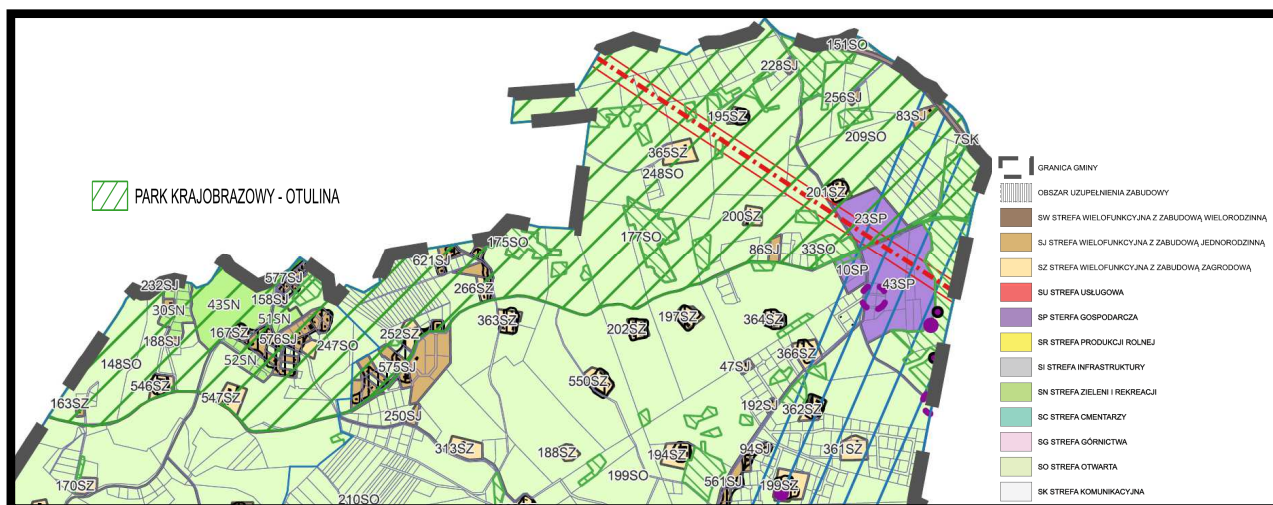 151SO
228SJ
256SJ
195SZ
83SJ
209SO
7SK
365SZ
248SO
GRANICA GMINY
PARK KRAJOBRAZOWY - OTULINA
201SZ
OBSZAR UZUPEŁNIENIA ZABUDOWY
200SZ
23SP
SW STREFA WIELOFUNKCYJNA Z ZABUDOWĄ WIELORODZINNĄ
175SO
177SO
86SJ
33SO
SJ STREFA WIELOFUNKCYJNA Z ZABUDOWĄ JEDNORODZINNĄ
621SJ
10SP
SZ STREFA WIELOFUNKCYJNA Z ZABUDOWĄ ZAGRODOWĄ
577SJ
232SJ
266SZ
43SP
SU STREFA USŁUGOWA
43SN
158SJ
30SN
51SN
363SZ
197SZ
364SZ
SP STERFA GOSPODARCZA
167SZ
576SJ
252SZ
202SZ
188SJ
247SO
SR STREFA PRODUKCJI ROLNEJ
148SO
52SN
575SJ
47SJ
366SZ
SI STREFA INFRASTRUKTURY
546SZ
547SZ
550SZ
SN STREFA ZIELENI I REKREACJI
163SZ
250SJ
192SJ
362SZ
SC STREFA CMENTARZY
313SZ
188SZ
194SZ
94SJ
361SZ
SG STREFA GÓRNICTWA
199SO
SO STREFA OTWARTA
170SZ
210SO
561SJ
199SZ
SK STREFA KOMUNIKACYJNA